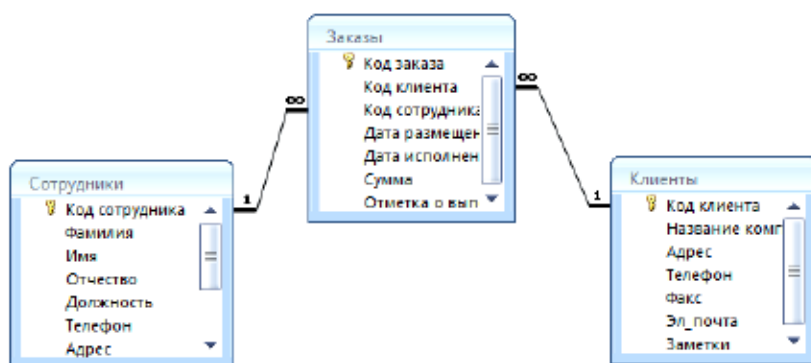 Заказы
Код заказа
Код клиента
Код сотрудника
Дата размещен
Дата исполнен
Сумма
Отметка о вып
∞
∞
1
1
Сотрудники
Код сотрудника
Фамилия
Имя
Отчество
Должность
Телефон
Адрес
Клиенты
Код клиента
Название комп
Адрес
Телефон
Факс
Эл_почта
Заметки